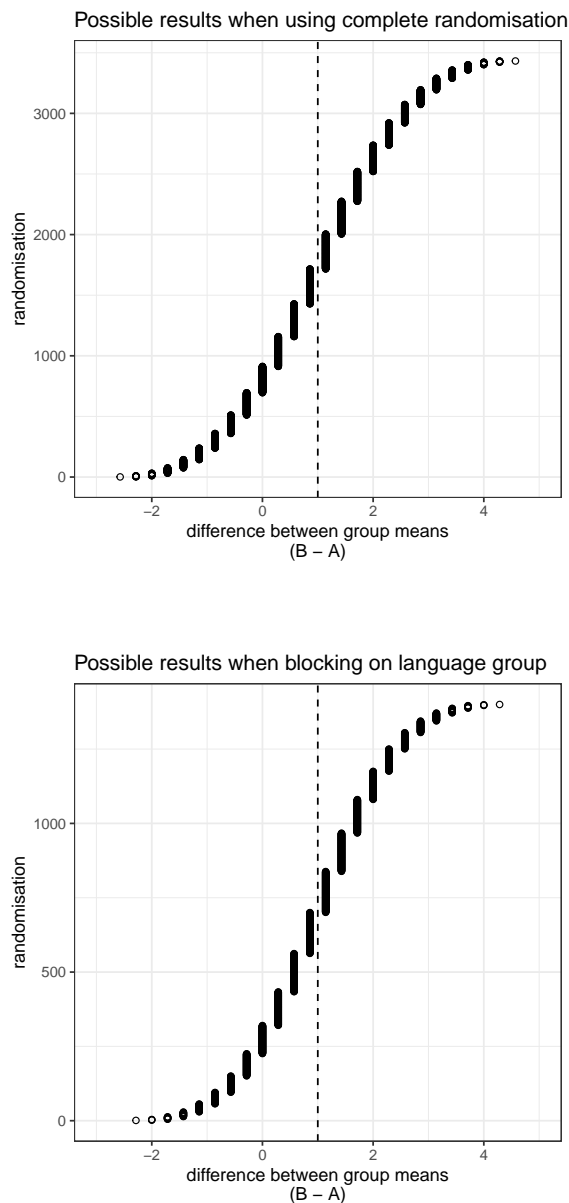 Possible results when using complete randomisation
3000
2000
1000
0
randomisation
−2
0
2
4
difference between group means
(B − A)
Possible results when blocking on language group
1000
500
0
randomisation
−2
0
2
4
difference between group means
(B − A)